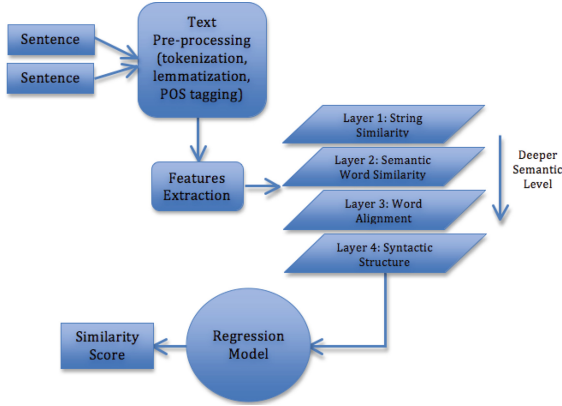 Sentence
Sentence
Text
Pre-processing
(tokenization,
lemmatization,
POS tagging)
Features
Extraction
Layer 1: String
Similarity
Layer 2: Semantic
Word Similarity
Layer 3: Word
Alignment
Layer 4: Syntactic
Structure
Deeper
Semantic
Level
Regression
Model
Similarity
Score